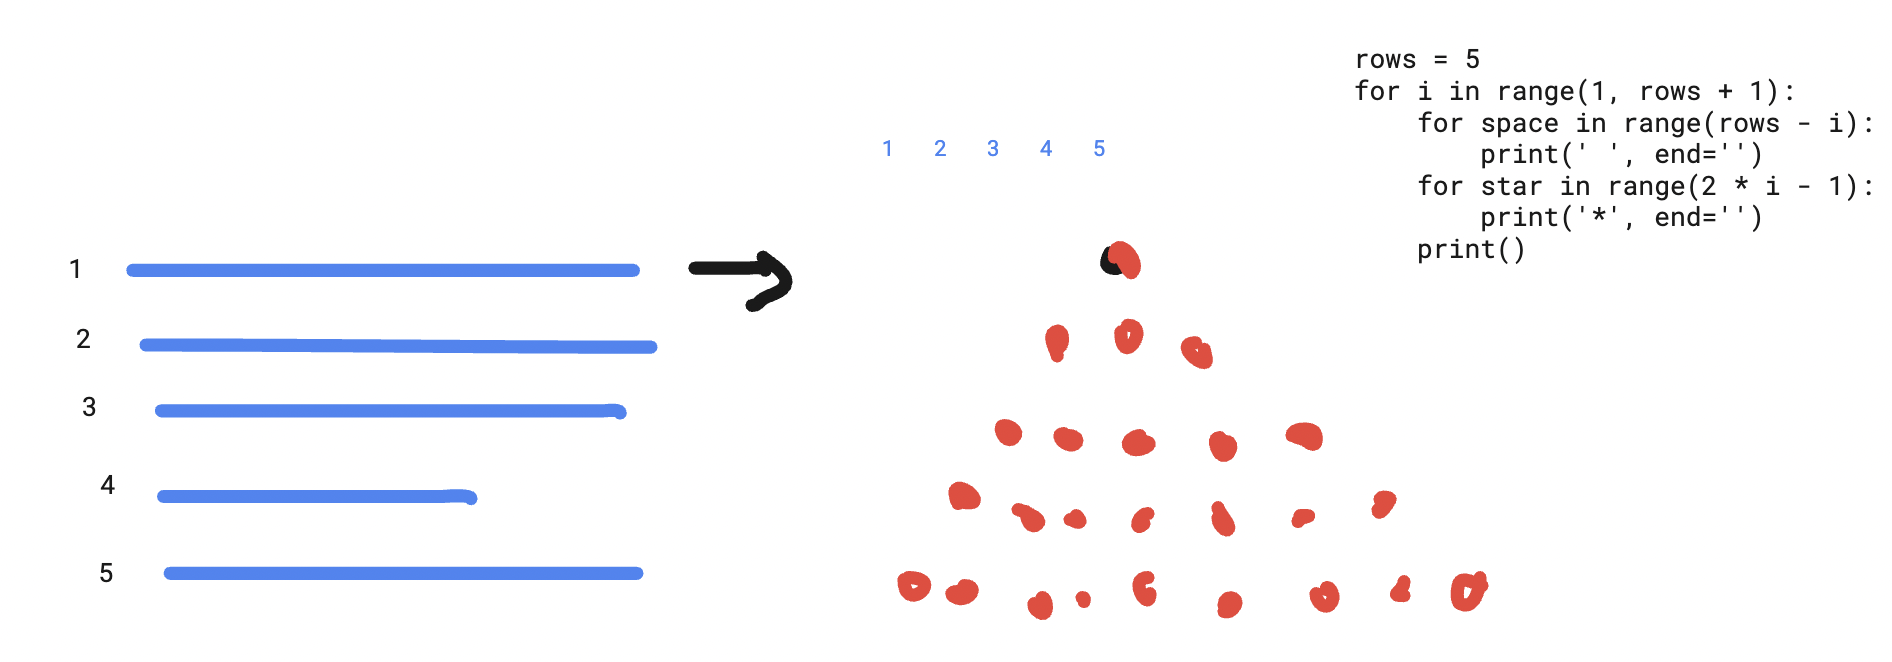 rows = 5
for i in range(1, rows + 1):
    for space in range(rows - i):
        print(' ', end='')
    for star in range(2 * i - 1):
        print('*', end='')
    print()
1 2 3 4 5
1
2
3
4
5